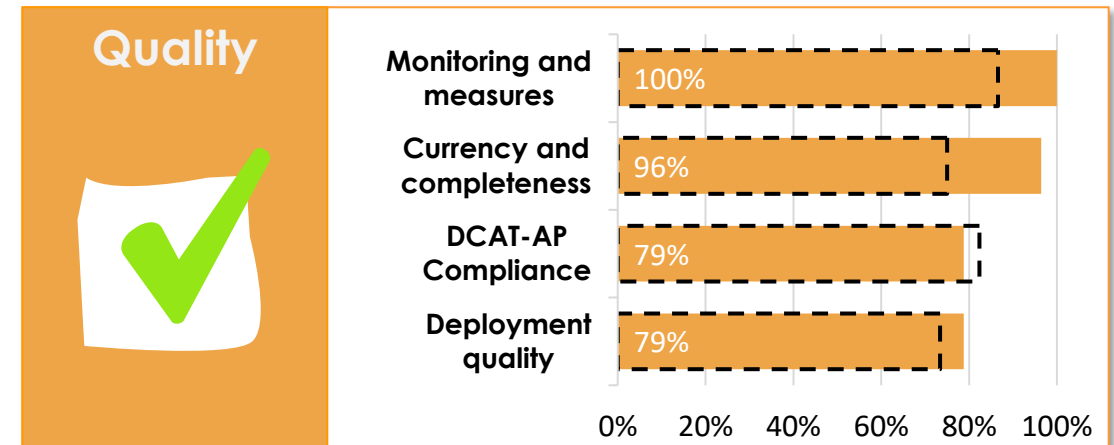 Quality
Monitoring and
measures
100%
Currency and
completeness
96%
DCAT-AP
Compliance
79%
Deployment
quality
79%
0% 20% 40% 60% 80% 100%